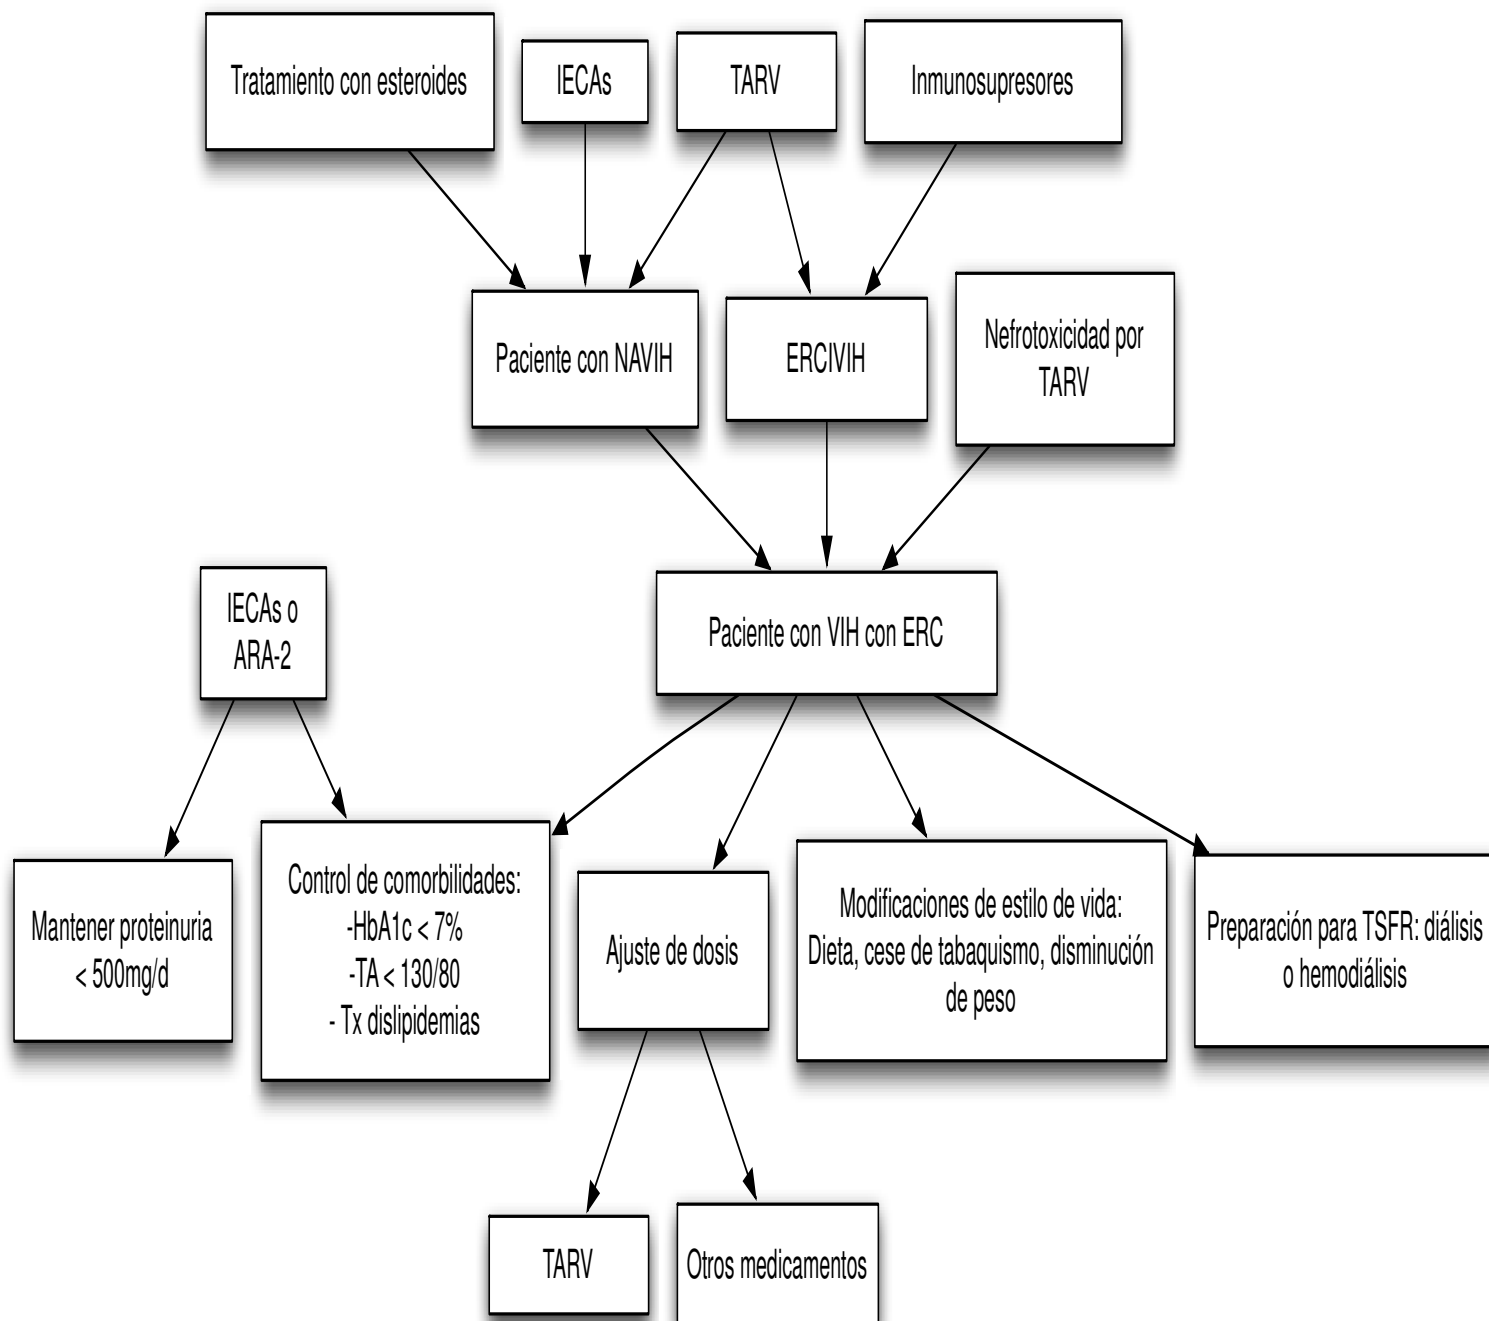 Tratamiento con esteroides
IECAs
TARV
Inmunosupresores
Paciente con NAVIH
ERCIVIH
Nefrotoxicidad por
TARV
IECAs o
ARA-2
Paciente con VIH con ERC
Mantener proteinuria
< 500mg/d
Control de comorbilidades:
-HbA1c < 7%
-TA < 130/80
- Tx dislipidemias
Ajuste de dosis
Modificaciones de estilo de vida:
Dieta, cese de tabaquismo, disminución
de peso
Preparación para TSFR: diálisis
o hemodiálisis
TARV
Otros medicamentos